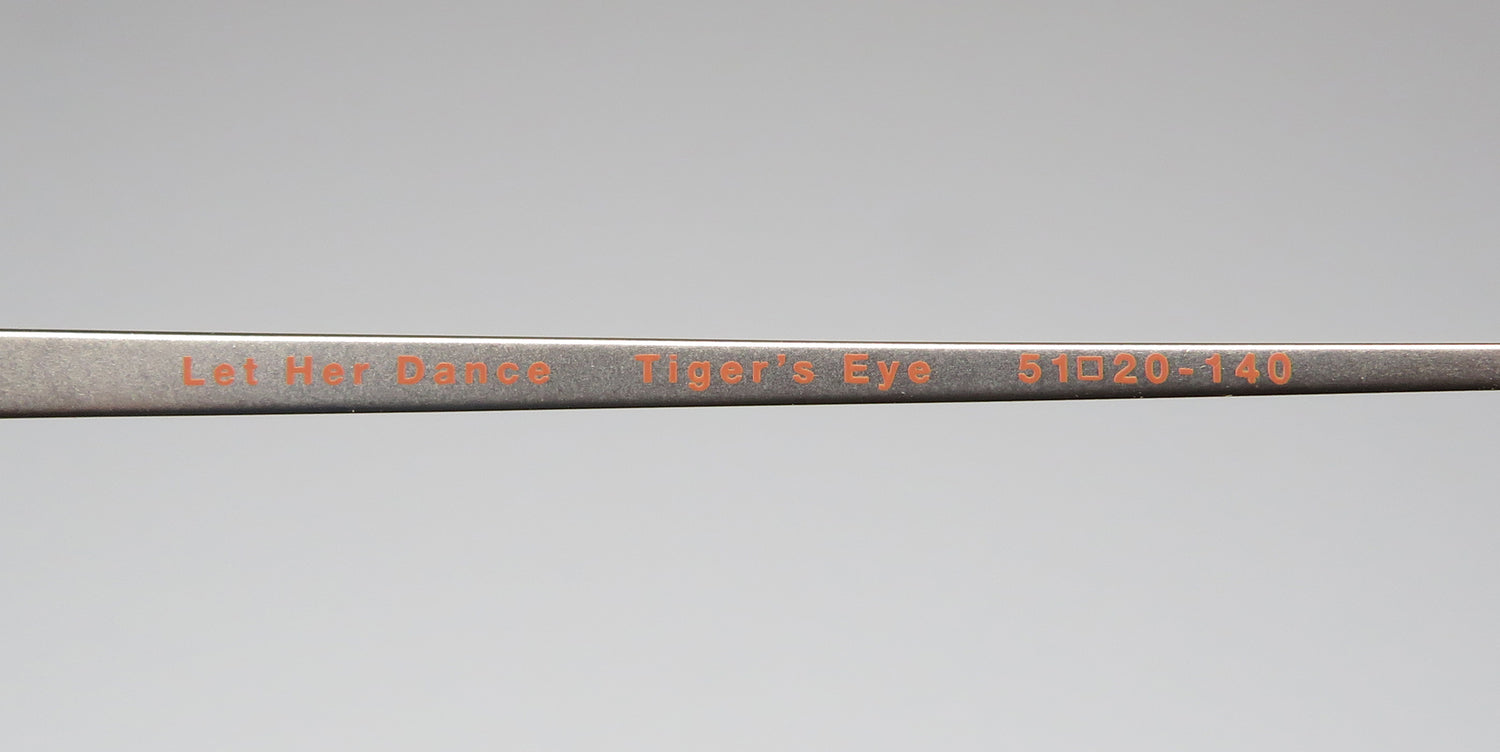 Let Her Dance Tiger's Eye 51□20-140